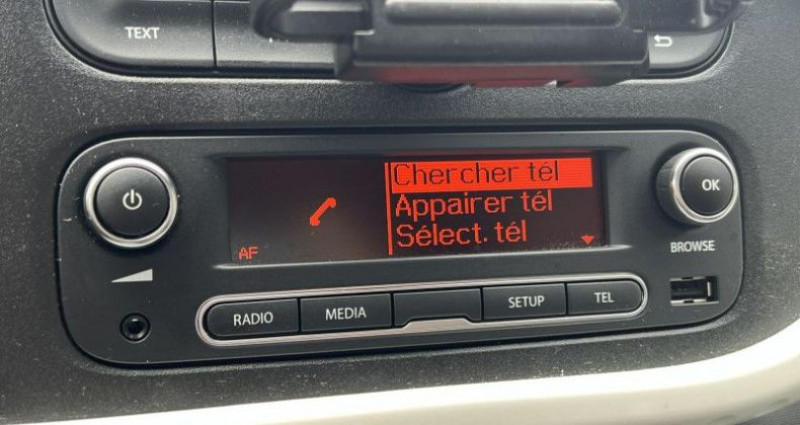 TEXT
Chercher tél
Appairer tél
Sélect. tél
AF
OK
BROWSE
RADIO
MEDIA
SETUP
TEL